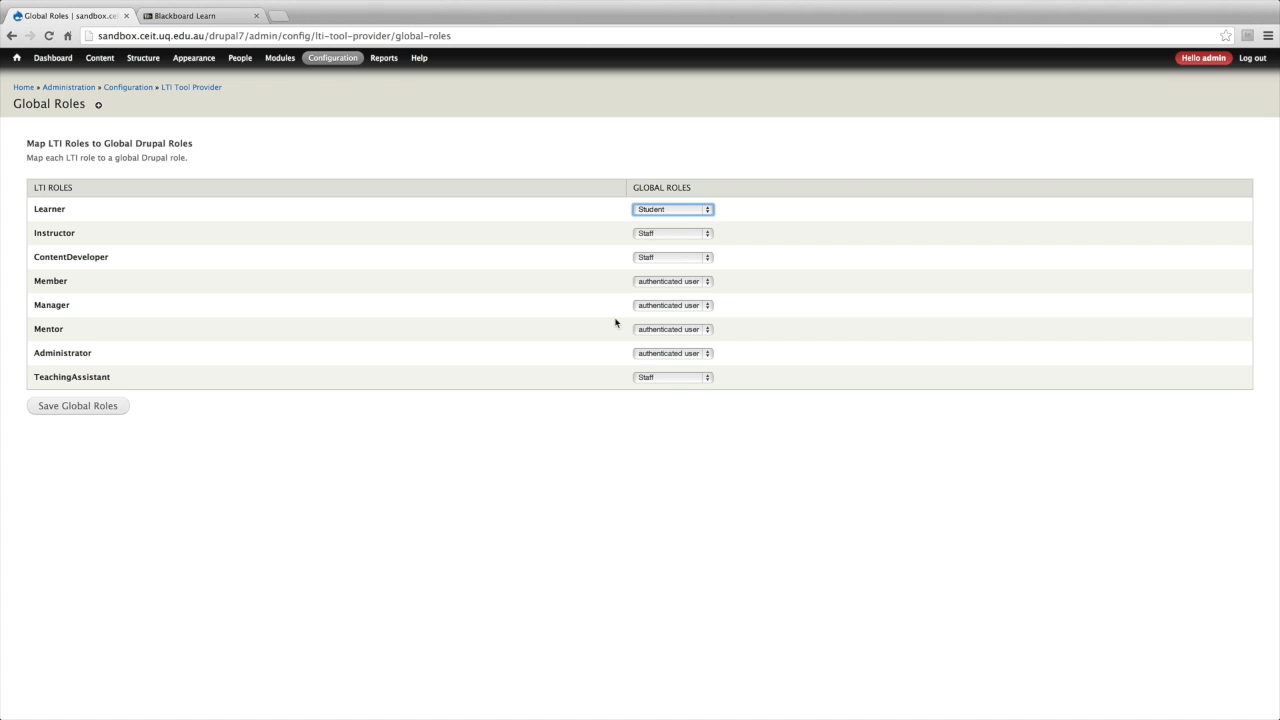 Global Roles | sandbox.cei
Blackboard Learn
sandbox.ceit.uq.edu.au/drupal7/admin/config/lti-tool-provider/global-roles
Dashboard Content Structure Appearance People Modules Configuration Reports Help Hello admin Log out
Home » Administration » Configuration » LTI Tool Provider
Global Roles
Map LTI Roles to Global Drupal Roles
Map each LTI role to a global Drupal role.
LTI ROLES GLOBAL ROLES
Learner Student
Instructor Staff
ContentDeveloper Staff
Member authenticated user
Manager authenticated user
Mentor authenticated user
Administrator authenticated user
TeachingAssistant Staff
Save Global Roles